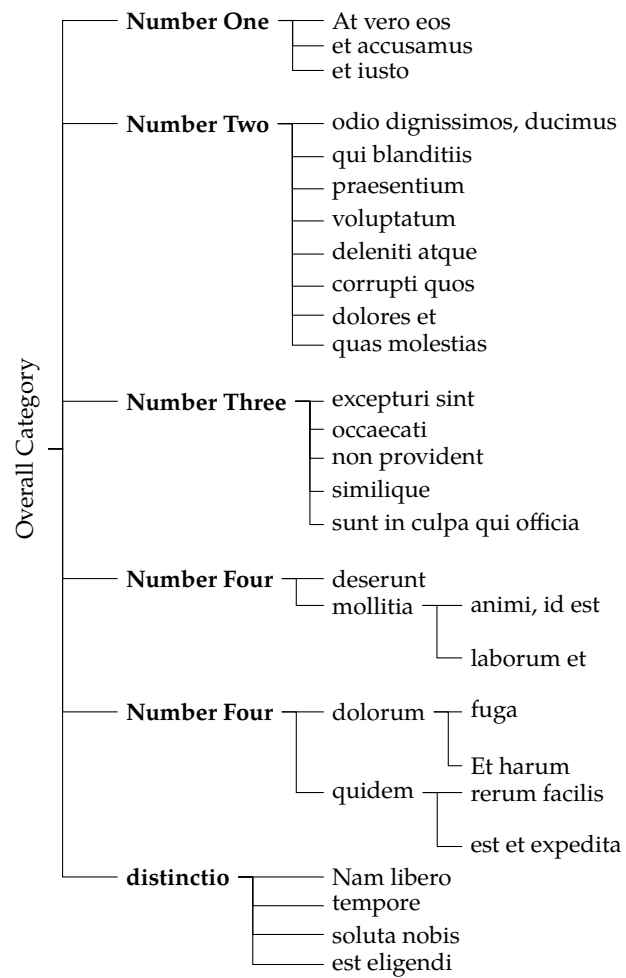 Overall Category
Number One
At vero eos
et accusamus
et iusto
Number Two
odio dignissimos, ducimus
qui blanditiis
praesentium
voluptatum
deleniti atque
corrupti quos
dolores et
quas molestias
Number Three
excepturi sint
occaecati
non provident
similique
sunt in culpa qui officia
Number Four
deserunt
mollitia
animi, id est
laborum et
Number Four
dolorum
fuga
Et harum
quidem
rerum facilis
est et expedita
distinctio
Nam libero
tempore
soluta nobis
est eligendi